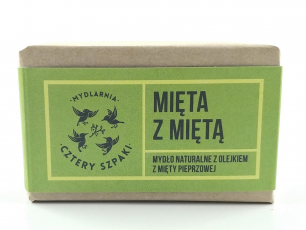 MYDLARNIA
CZTERY SZPAKI
MIĘTA
Z MIĘTĄ
MYDŁO NATURALNE Z OLEJKIEM
Z MIĘTY PIEPRZOWEJ